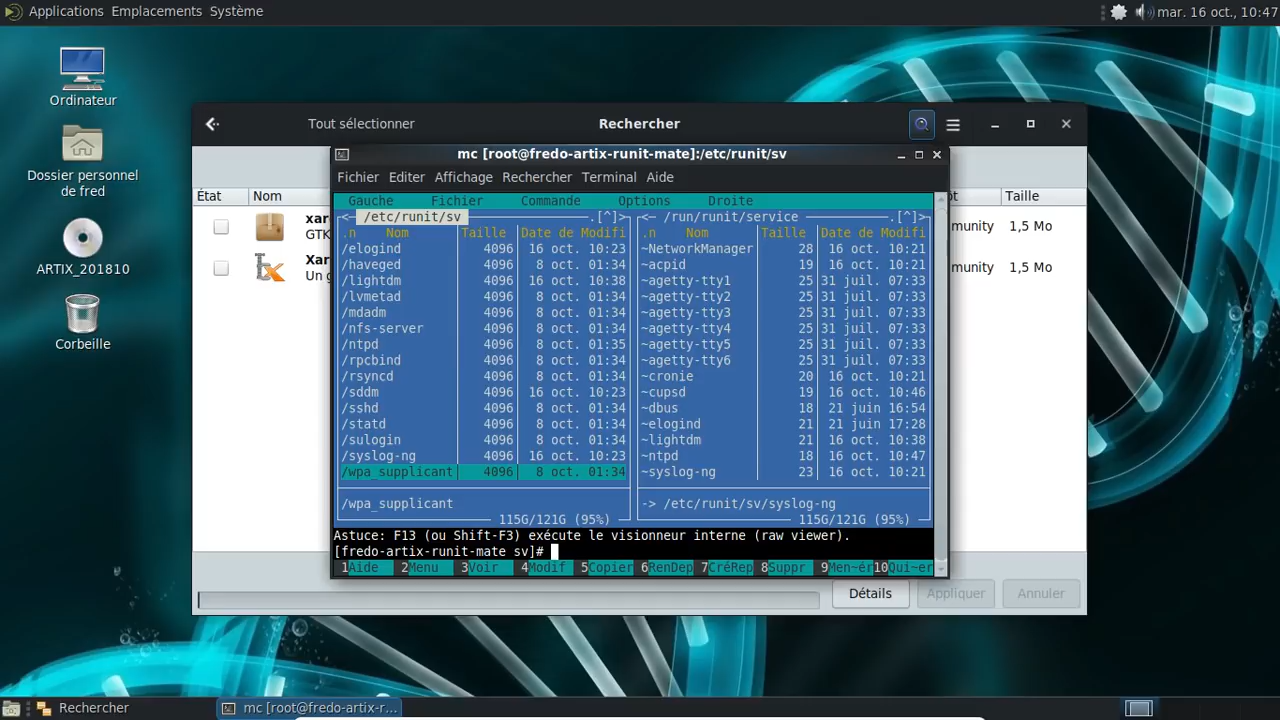 Applications Emplacements Système
mar. 16 oct., 10:47
Ordinateur
Dossier personnel
de fred
ARTIX_201810
Corbeille
Tout sélectionner
Rechercher
État
Nom
Taille
xar
GTK
munity
1,5 Mo
Xar
Un g
munity
1,5 Mo
mc [root@fredo-artix-runit-mate]:/etc/runit/sv
Fichier Editer Affichage Rechercher Terminal Aide
Gauche Fichier Commande Options Droite
<— /etc/runit/sv .[^]>
.n Nom Taille Date de Modifi
/elogind 4096 16 oct. 10:23
/haveged 4096 8 oct. 01:34
/lightdm 4096 16 oct. 10:38
/lvmetad 4096 8 oct. 01:34
/mdadm 4096 8 oct. 01:34
/nfs-server 4096 8 oct. 01:34
/ntpd 4096 8 oct. 01:35
/rpcbind 4096 8 oct. 01:34
/rsyncd 4096 8 oct. 01:34
/sddm 4096 16 oct. 10:23
/sshd 4096 8 oct. 01:34
/statd 4096 8 oct. 01:34
/sulogin 4096 8 oct. 01:34
/syslog-ng 4096 16 oct. 10:23
/wpa_supplicant 4096 8 oct. 01:34
/wpa_supplicant
115G/121G (95%)
<— /run/runit/service .[^]>
.n Nom Taille Date de Modifi
~NetworkManager 28 16 oct. 10:21
~acpid 19 16 oct. 10:21
~agetty-tty1 25 31 juil. 07:33
~agetty-tty2 25 31 juil. 07:33
~agetty-tty3 25 31 juil. 07:33
~agetty-tty4 25 31 juil. 07:33
~agetty-tty5 25 31 juil. 07:33
~agetty-tty6 25 31 juil. 07:33
~cronie 20 16 oct. 10:21
~cupsd 19 16 oct. 10:46
~dbus 18 21 juin 16:54
~elogind 21 21 juin 17:28
~lightdm 21 16 oct. 10:38
~ntpd 18 16 oct. 10:47
~syslog-ng 23 16 oct. 10:21
-> /etc/runit/sv/syslog-ng
115G/121G (95%)
Astuce: F13 (ou Shift-F3) exécute le visionneur interne (raw viewer).
[fredo-artix-runit-mate sv]#
1Aide 2Menu 3Voir 4Modif 5Copier 6RenDep 7CréRep 8Suppr 9Men~ér 10Qui~er
Détails
Appliquer
Annuler
Rechercher
mc [root@fredo-artix-r...